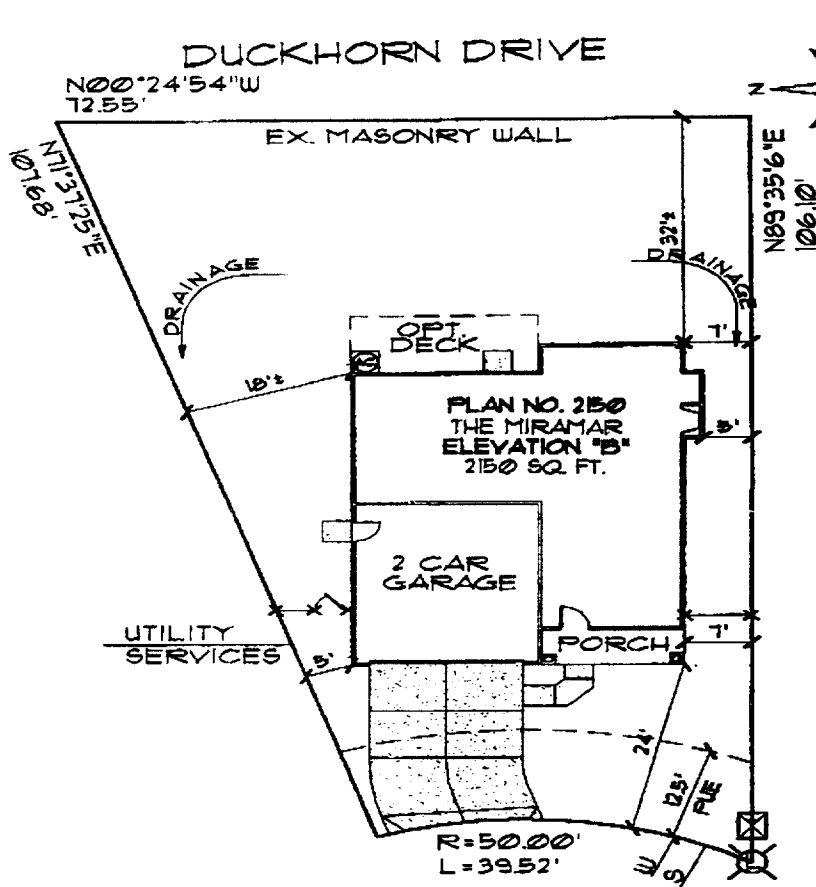 DUCKHORN DRIVE
N00°24'54"W
72.55'
Z
EX. MASONRY WALL
N71°37'25"E
107.68'
N89°35'6"E
106.10'
32'±
DRAINAGE
DRAINAGE
OPT.
DECK
7'
18'±
PLAN NO. 2150
THE MIRAMAR
ELEVATION "B"
2150 SQ. FT.
5'
2 CAR
GARAGE
UTILITY
SERVICES
PORCH
7'
5'
24'
12.5'
PUE
R=50.00'
L=39.52'
W
S